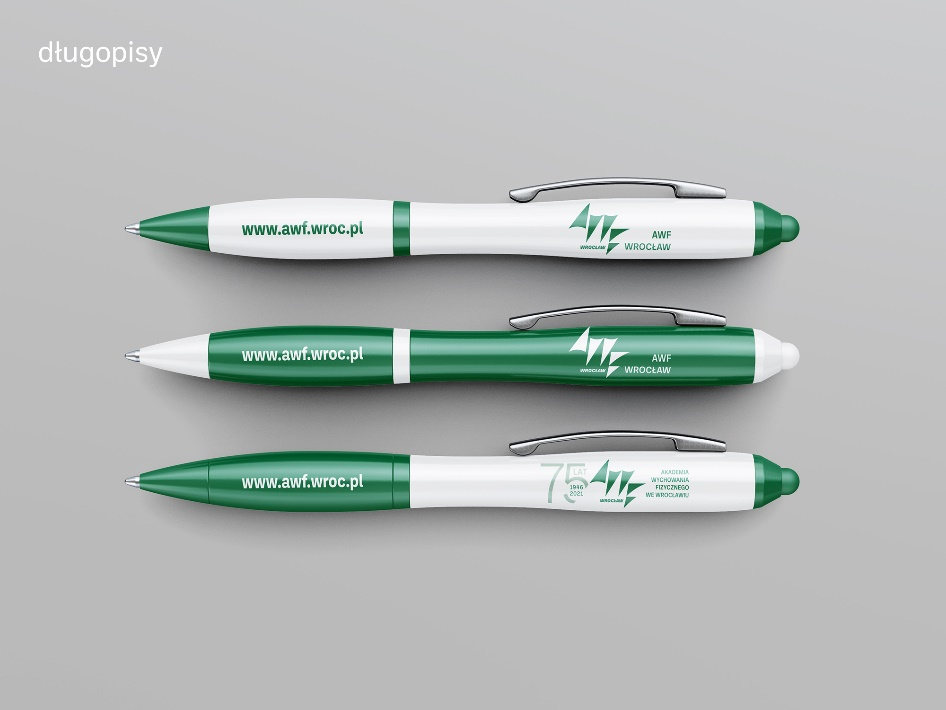 długopisy
www.awf.wroc.pl
WROCŁAW
AWF
WROCŁAW
www.awf.wroc.pl
WROCŁAW
AWF
WROCŁAW
www.awf.wroc.pl
75 LAT
1946
2021
WROCŁAW
AKADEMIA
WYCHOWANIA
FIZYCZNEGO
WE WROCŁAWIU